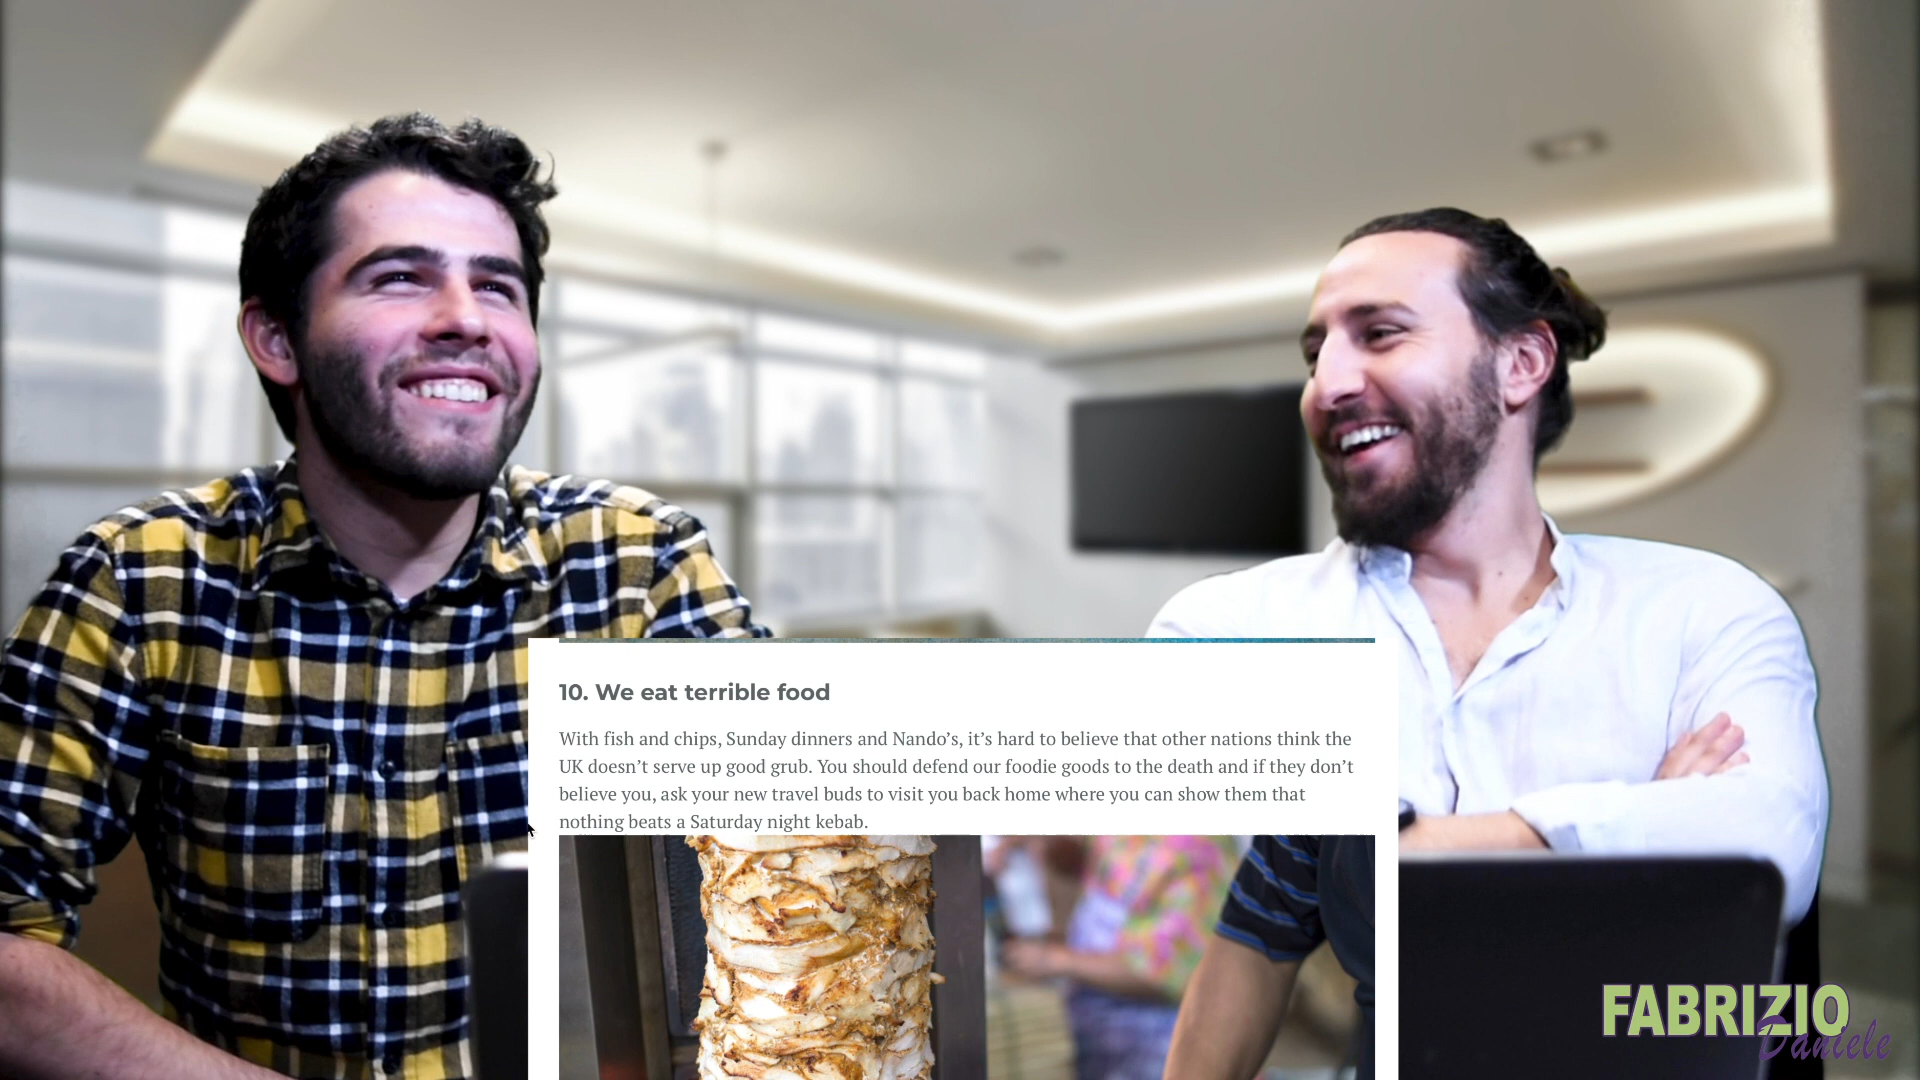 10. We eat terrible food
With fish and chips, Sunday dinners and Nando’s, it’s hard to believe that other nations think the
UK doesn’t serve up good grub. You should defend our foodie goods to the death and if they don’t
believe you, ask your new travel buds to visit you back home where you can show them that
nothing beats a Saturday night kebab.
FABRIZIO
Daniele